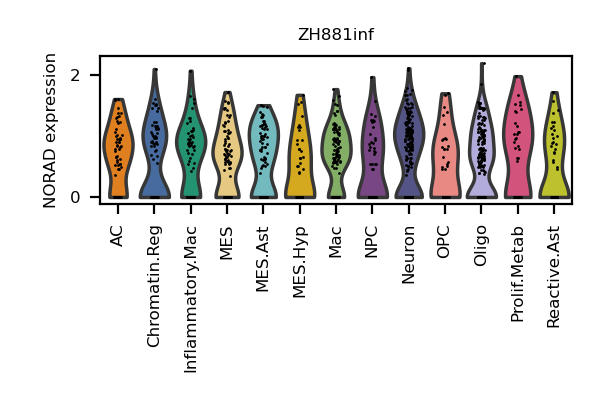 ZH881inf
NORAD expression
2
0
AC
Chromatin.Reg
Inflammatory.Mac
MES
MES.Ast
MES.Hyp
Mac
NPC
Neuron
OPC
Oligo
Prolif.Metab
Reactive.Ast